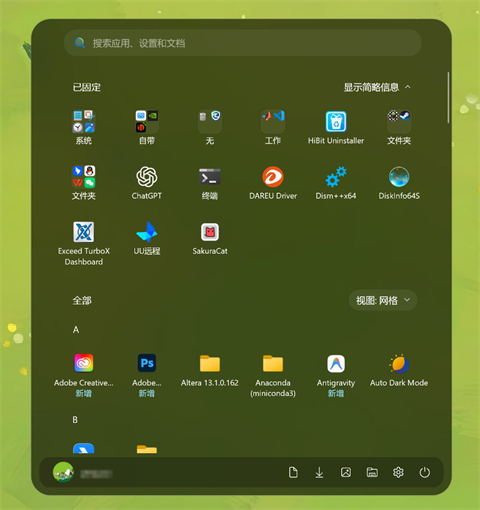 搜索应用、设置和文档
已固定
显示简略信息
系统
自带
无
工作
HiBit Uninstaller
文件夹
文件夹
ChatGPT
终端
DAREU Driver
Dism++x64
DiskInfo64S
Exceed TurboX
Dashboard
UU远程
SakuraCat
全部
视图: 网格
A
Adobe Creative...
新增
Ps
Adobe...
新增
Altera 13.1.0.162
Anaconda
(miniconda3)
Antigravity
新增
Auto Dark Mode
B